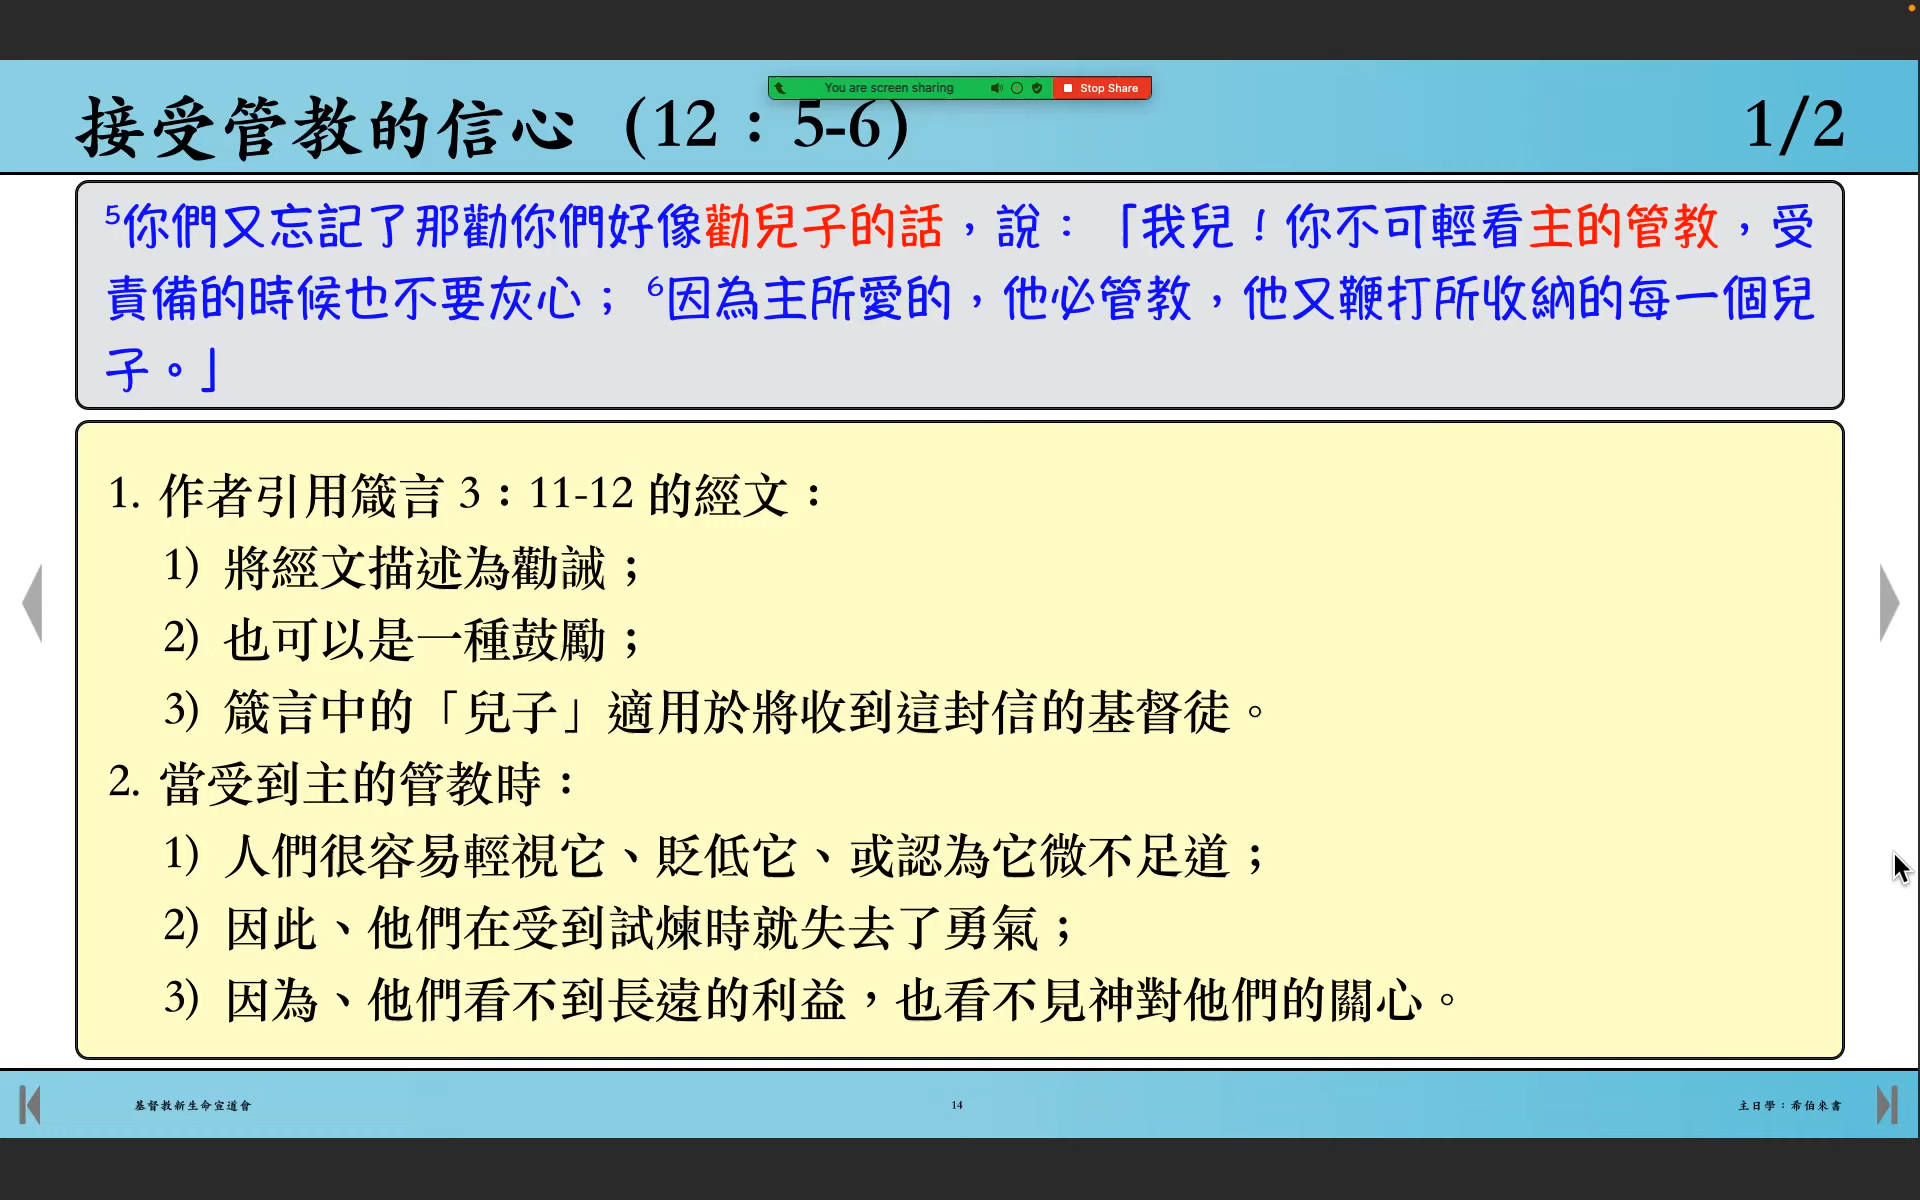 You are screen sharing
Stop Share
接受管教的信心（12：5-6）
1/2
5你們又忘記了那勸你們好像勸兒子的話，說：「我兒！你不可輕看主的管教，受
責備的時候也不要灰心；6因為主所愛的，他必管教，他又鞭打所收納的每一個兒
子。」
1. 作者引用箴言 3：11-12 的經文：
1) 將經文描述為勸誡；
2) 也可以是一種鼓勵；
3) 箴言中的「兒子」適用於將收到這封信的基督徒。
2. 當受到主的管教時：
1) 人們很容易輕視它、貶低它、或認為它微不足道；
2) 因此、他們在受到試煉時就失去了勇氣；
3) 因為、他們看不到長遠的利益，也看不見神對他們的關心。
基督教新生命宣道會
14
主日學：希伯來書